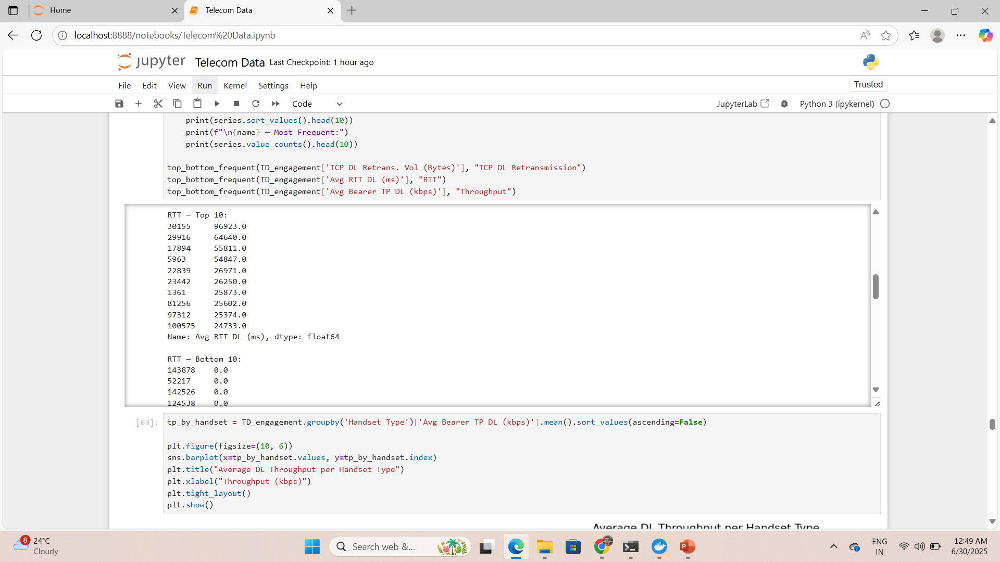 Home
Telecom Data
localhost:8888/notebooks/Telecom%20Data.ipynb
jupyter Telecom Data Last Checkpoint: 1 hour ago
File Edit View Run Kernel Settings Help
Trusted
Code
JupyterLab
Python 3 (ipykernel)
print(series.sort_values().head(10))
print(f"\n{name} — Most Frequent:")
print(series.value_counts().head(10))
top_bottom_frequent(TD_engagement['TCP DL Retrans. Vol (Bytes)'], "TCP DL Retransmission")
top_bottom_frequent(TD_engagement['Avg RTT DL (ms)'], "RTT")
top_bottom_frequent(TD_engagement['Avg Bearer TP DL (kbps)'], "Throughput")
RTT — Top 10:
30155 96923.0
29916 64640.0
17894 55811.0
5963 54847.0
22839 26971.0
23442 26250.0
1361 25873.0
81256 25602.0
97312 25374.0
100575 24733.0
Name: Avg RTT DL (ms), dtype: float64
RTT — Bottom 10:
143878 0.0
52217 0.0
142526 0.0
124538 0.0
[63]:
tp_by_handset = TD_engagement.groupby('Handset Type')['Avg Bearer TP DL (kbps)'].mean().sort_values(ascending=False)
plt.figure(figsize=(10, 6))
sns.barplot(x=tp_by_handset.values, y=tp_by_handset.index)
plt.title("Average DL Throughput per Handset Type")
plt.xlabel("Throughput (kbps)")
plt.tight_layout()
plt.show()
Average DL Throughput per Handset Type
8
24°C
Cloudy
Search web &...
ENG
IN
12:49 AM
6/30/2025